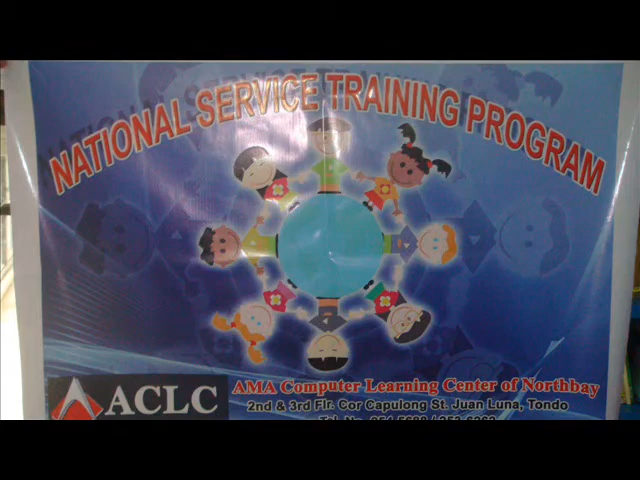 NATIONAL SERVICE TRAINING PROGRAM
ACLC
AMA Computer Learning Center of Northbay
2nd & 3rd Flr. Cor Capulong St. Juan Luna, Tondo